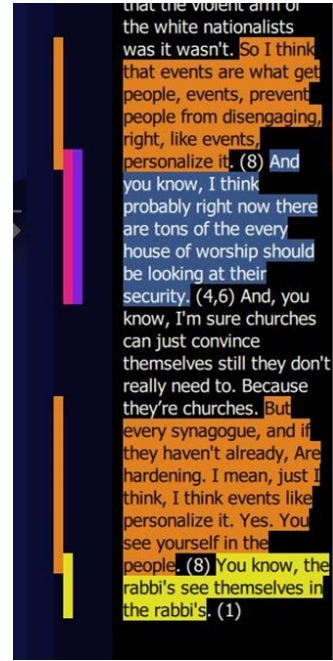 that the violent arm of
the white nationalists
was it wasn't. So I think
that events are what get
people, events, prevent
people from disengaging,
right, like events,
personalize it. (8) And
you know, I think
probably right now there
are tons of the every
house of worship should
be looking at their
security. (4,6) And, you
know, I'm sure churches
can just convince
themselves still they don't
really need to. Because
they’re churches. But
every synagogue, and if
they haven't already, Are
hardening. I mean, just I
think, I think events like
personalize it. Yes. You
see yourself in the
people. (8) You know, the
rabbi's see themselves in
the rabbi's. (1)